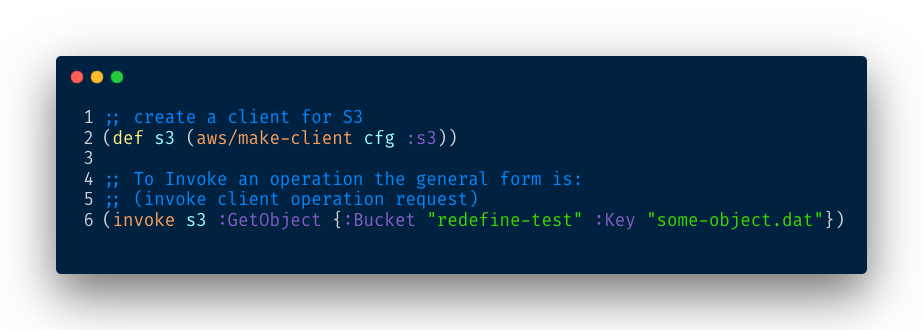 1 ;; create a client for S3
2 (def s3 (aws/make-client cfg :s3))
3
4 ;; To Invoke an operation the general form is:
5 ;; (invoke client operation request)
6 (invoke s3 :GetObject {:Bucket "redefine-test" :Key "some-object.dat"})